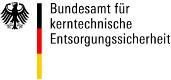 Bundesamt für
kerntechnische
Entsorgungssicherheit